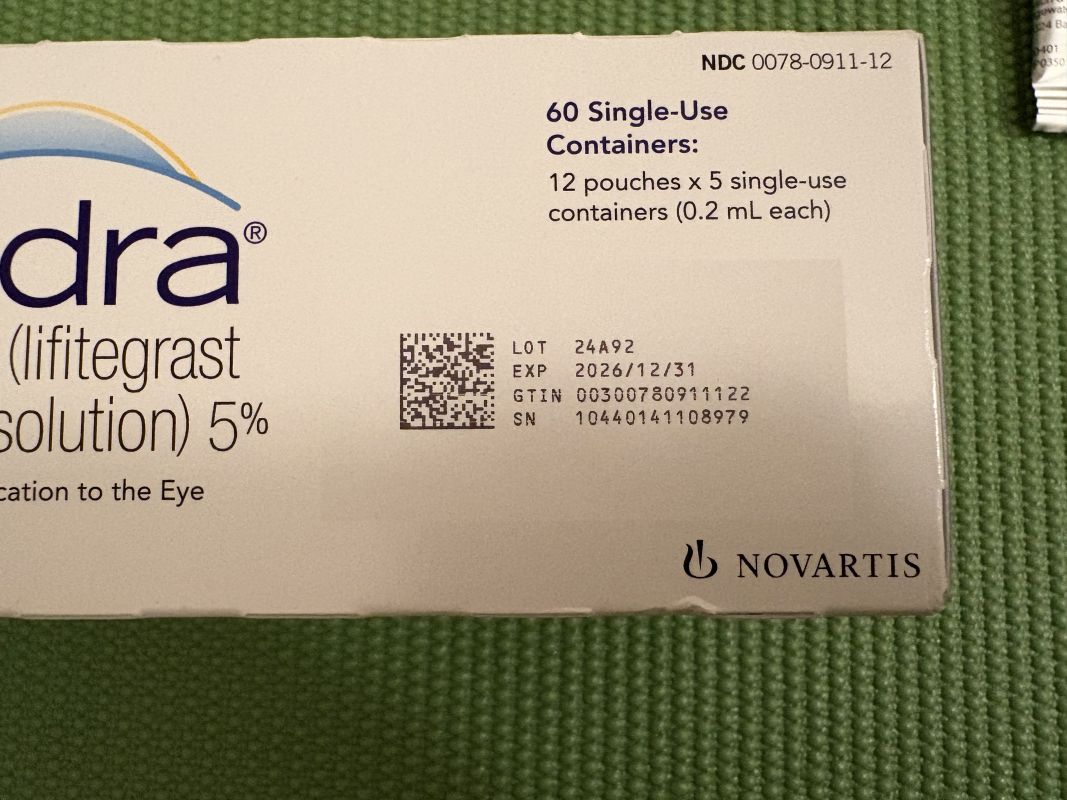 NDC 0078-0911-12
60 Single-Use
Containers:
12 pouches x 5 single-use
containers (0.2 mL each)
dra®
(lifitegrast
solution) 5%
cation to the Eye
LOT 24A92
EXP 2026/12/31
GTIN 00300780911122
SN 10440141108979
NOVARTIS